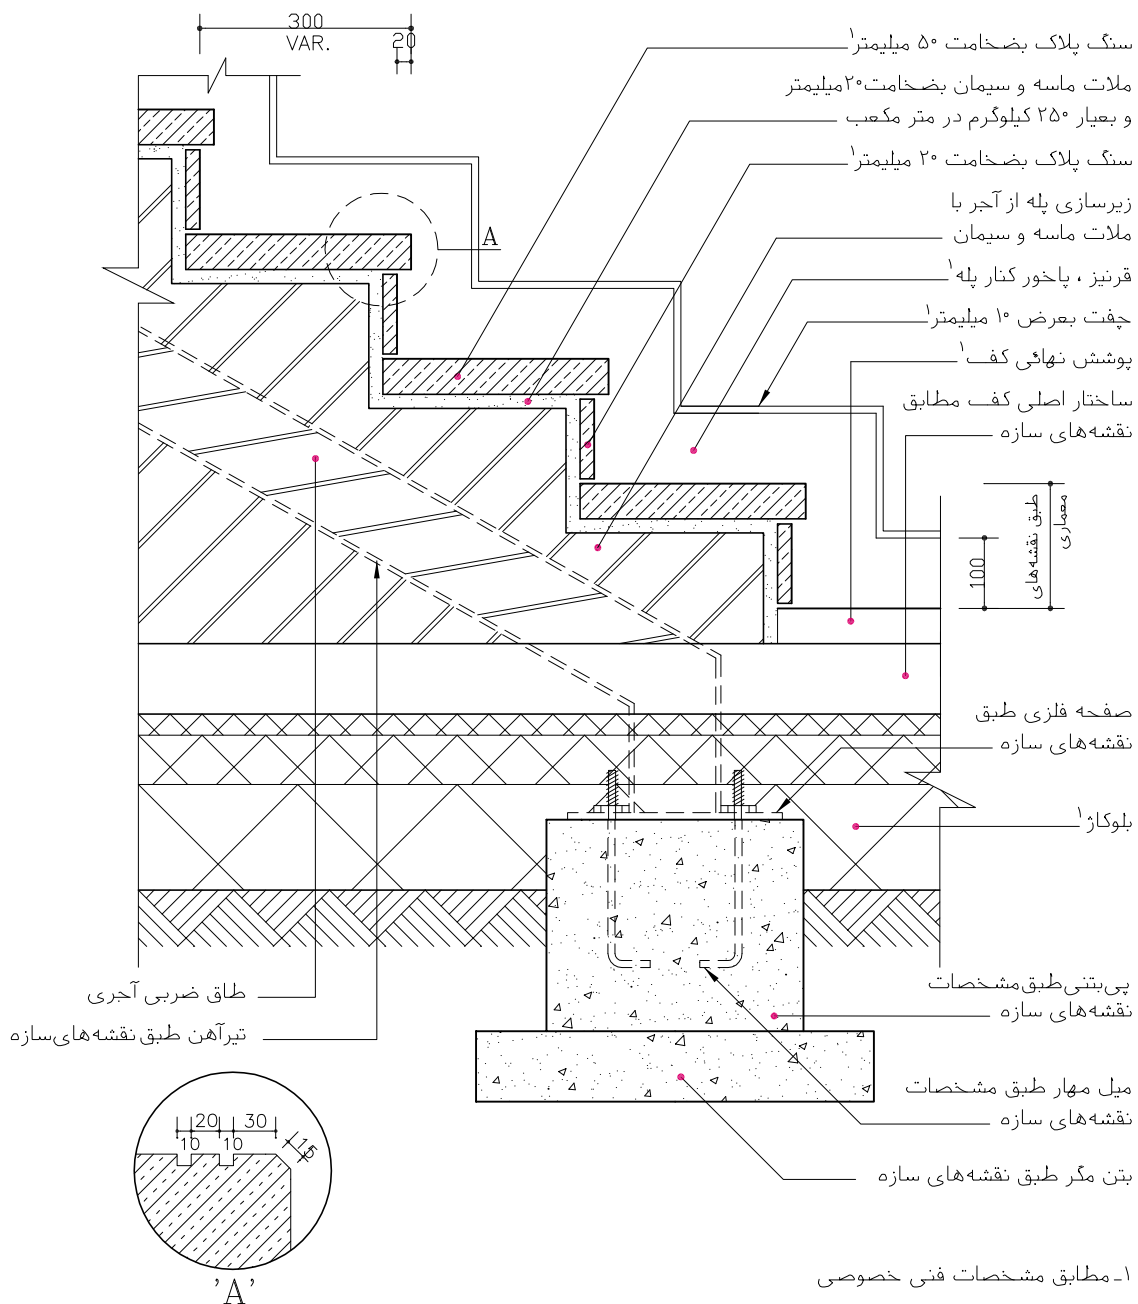 300
VAR.
20
سنگ پلاک بضخامت ۵۰ میلیمتر۱
ملات ماسه و سیمان بضخامت۲۰میلیمتر
و بعیار ۲۵۰ کیلوگرم در متر مکعب
سنگ پلاک بضخامت ۲۰ میلیمتر۱
زیرسازی پله از آجر با
ملات ماسه و سیمان
قرنیز ، پاخور کنار پله۱
چفت بعرض ۱۰ میلیمتر۱
پوشش نهائی کف۱
ساختار اصلی کف مطابق
نقشه‌های سازه
A
طبق نقشه‌های
معماری
100
صفحه فلزی طبق
نقشه‌های سازه
بلوکاژ۱
پی‌بتنی‌طبق‌مشخصات
نقشه‌های سازه
میل مهار طبق مشخصات
نقشه‌های سازه
بتن مگر طبق نقشه‌های سازه
طاق ضربی آجری
تیرآهن طبق نقشه‌های‌سازه
20
30
10
10
15
'A'
۱ـ مطابق مشخصات فنی خصوصی